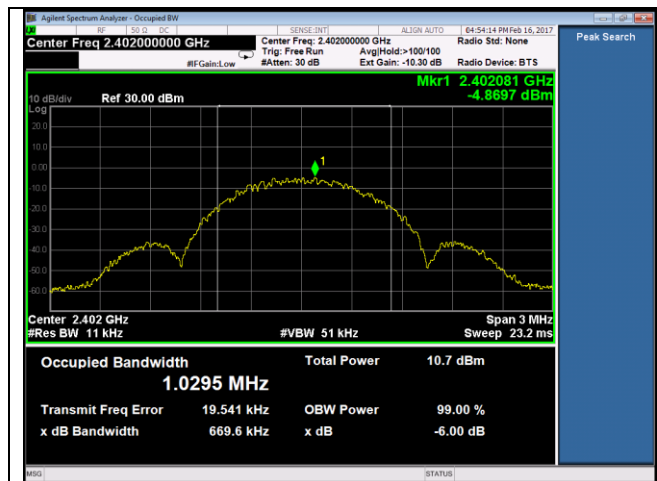 Agilent Spectrum Analyzer - Occupied BW
RF 50 Ω DC SENSE:INT ALIGN AUTO 04:54:14 PM Feb 16, 2017
Center Freq 2.402000000 GHz Center Freq: 2.402000000 GHz Radio Std: None
Trig: Free Run Avg|Hold:>100/100
#IFGain:Low #Atten: 30 dB Ext Gain: -10.30 dB Radio Device: BTS
Peak Search
Mkr1 2.402081 GHz
10 dB/div Ref 30.00 dBm -4.8697 dBm
Log
20.0
10.0
1
0.00
-10.0
-20.0
-30.0
-40.0
-50.0
-60.0
Center 2.402 GHz Span 3 MHz
#Res BW 11 kHz #VBW 51 kHz Sweep 23.2 ms
Occupied Bandwidth Total Power 10.7 dBm
1.0295 MHz
Transmit Freq Error 19.541 kHz OBW Power 99.00 %
x dB Bandwidth 669.6 kHz x dB -6.00 dB
MSG STATUS